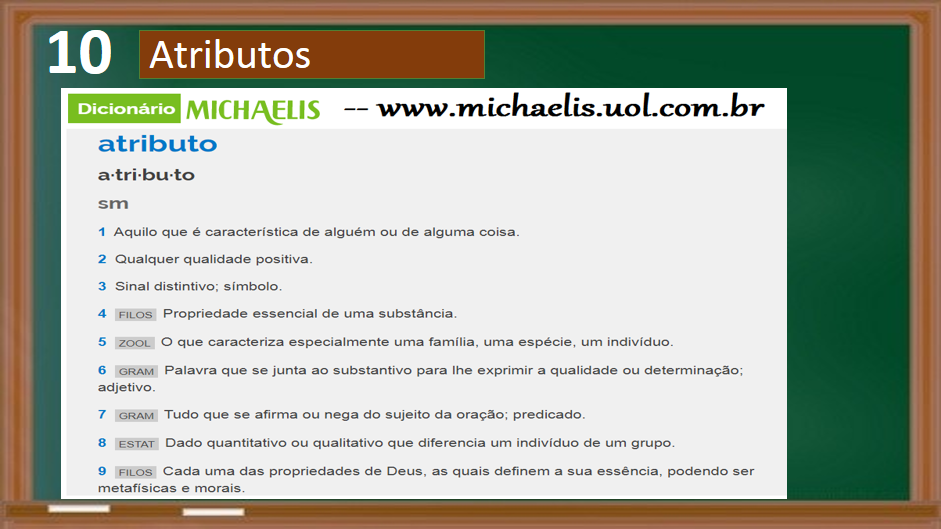 10 Atributos
Dicionário MICHAELIS -- www.michaelis.uol.com.br
atributo
a·tri·bu·to
sm
1 Aquilo que é característica de alguém ou de alguma coisa.
2 Qualquer qualidade positiva.
3 Sinal distintivo; símbolo.
4 FILOS Propriedade essencial de uma substância.
5 ZOOL O que caracteriza especialmente uma família, uma espécie, um indivíduo.
6 GRAM Palavra que se junta ao substantivo para lhe exprimir a qualidade ou determinação;
adjetivo.
7 GRAM Tudo que se afirma ou nega do sujeito da oração; predicado.
8 ESTAT Dado quantitativo ou qualitativo que diferencia um indivíduo de um grupo.
9 FILOS Cada uma das propriedades de Deus, as quais definem a sua essência, podendo ser
metafísicas e morais.